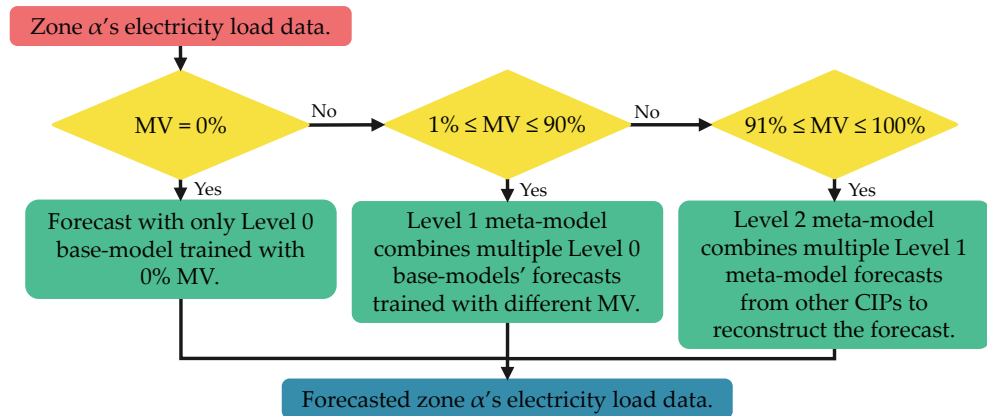 Zone α's electricity load data.
MV = 0%
No
1% ≤ MV ≤ 90%
No
91% ≤ MV ≤ 100%
Yes
Yes
Yes
Forecast with only Level 0
base-model trained with
0% MV.
Level 1 meta-model
combines multiple Level 0
base-models' forecasts
trained with different MV.
Level 2 meta-model
combines multiple Level 1
meta-model forecasts
from other CIPs to
reconstruct the forecast.
Forecasted zone α's electricity load data.